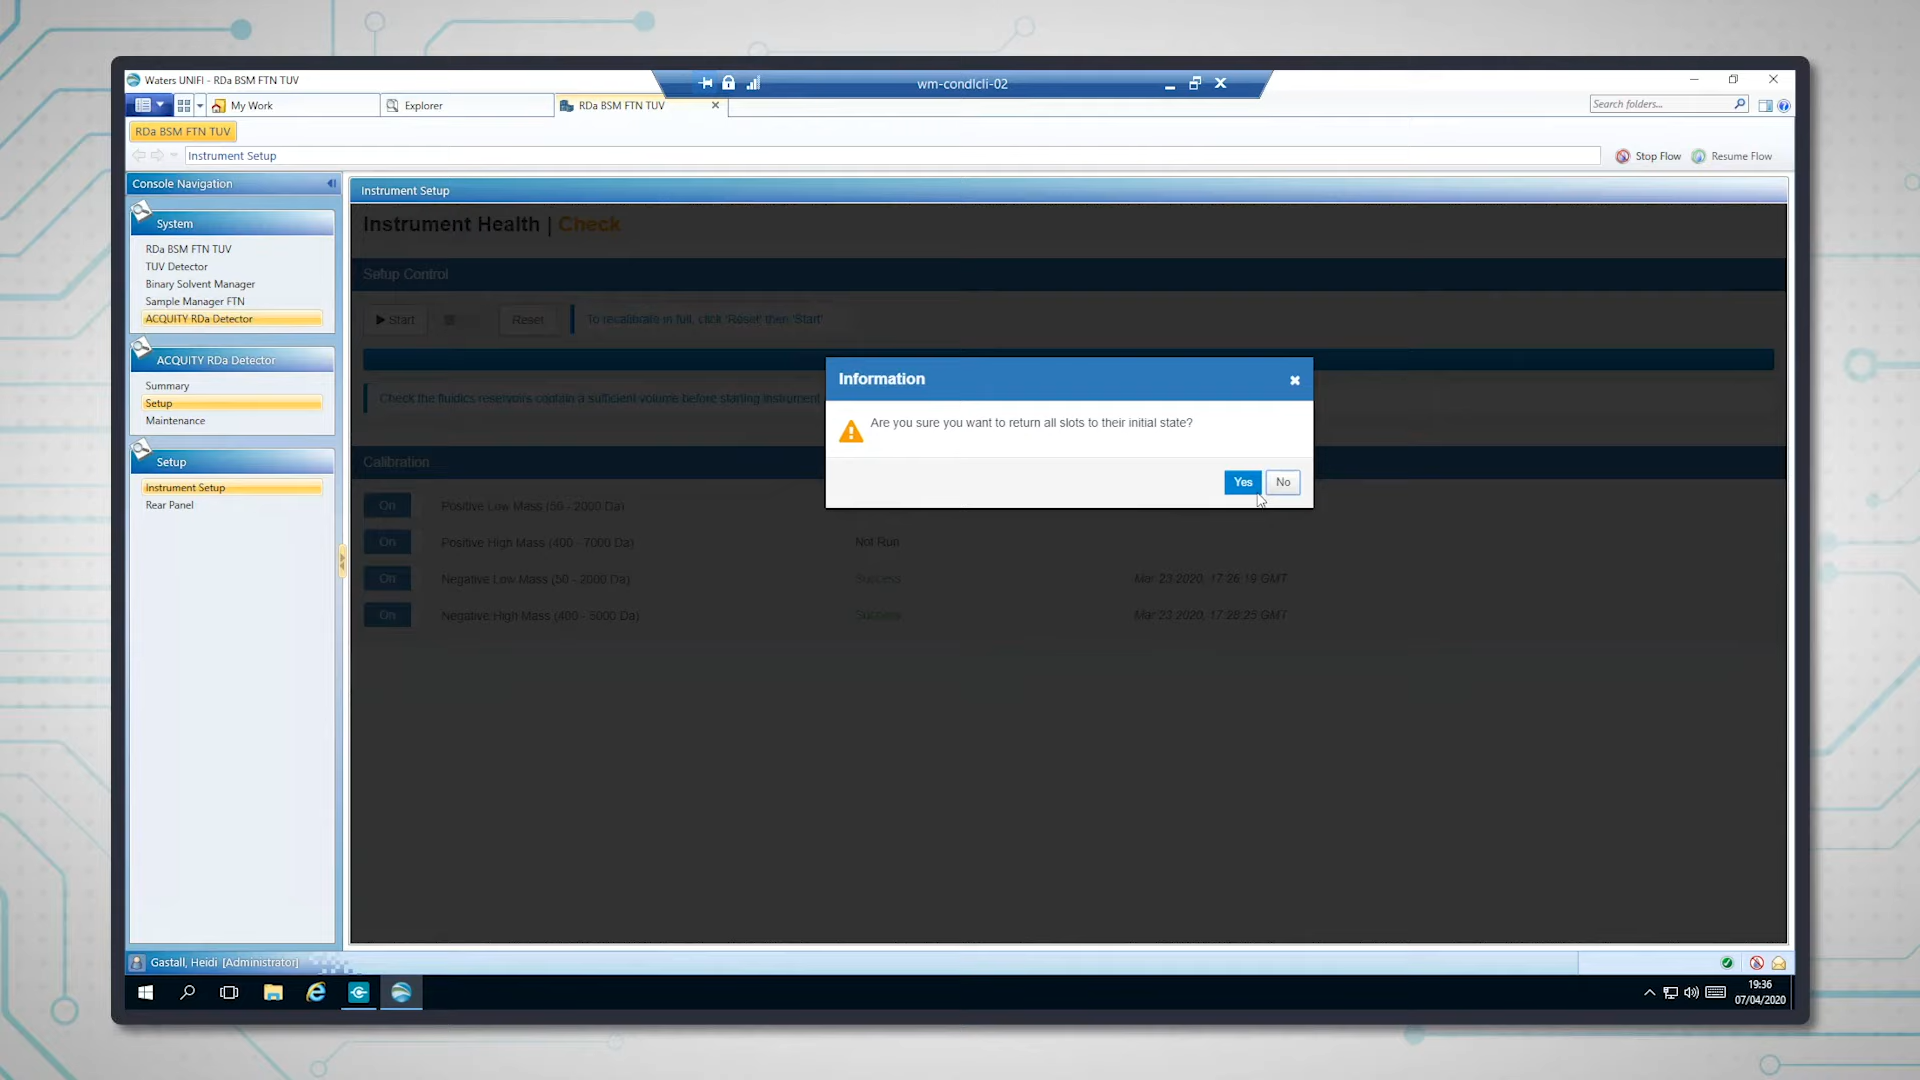 Waters UNIFI - RDa BSM FTN TUV
wm-condlcli-02
My Work
Explorer
RDa BSM FTN TUV
Search folders...
RDa BSM FTN TUV
Instrument Setup
Stop Flow
Resume Flow
Console Navigation
System
RDa BSM FTN TUV
TUV Detector
Binary Solvent Manager
Sample Manager FTN
ACQUITY RDa Detector
ACQUITY RDa Detector
Summary
Setup
Maintenance
Setup
Instrument Setup
Rear Panel
Instrument Setup
Instrument Health | Check
Setup Control
Start
Reset
To recalibrate in full, click 'Reset' then 'Start'
Check the fluidics reservoirs contain a sufficient volume before starting instrument
Information
Are you sure you want to return all slots to their initial state?
Yes
No
Calibration
On Positive Low Mass (50 - 2000 Da)
On Positive High Mass (400 - 7000 Da) Not Run
On Negative Low Mass (50 - 2000 Da) Success Mar 23 2020, 17:26:19 GMT
On Negative High Mass (400 - 5000 Da) Success Mar 23 2020, 17:28:25 GMT
Gastall, Heidi [Administrator]
19:36
07/04/2020